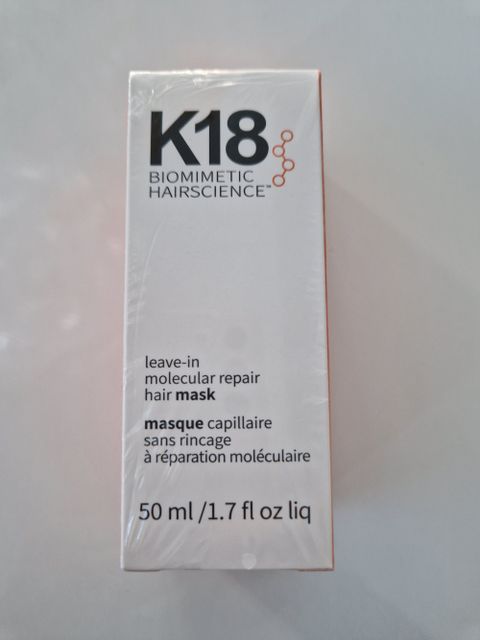 K18
BIOMIMETIC
HAIRSCIENCE™
leave-in
molecular repair
hair mask
masque capillaire
sans rincage
à réparation moléculaire
50 ml /1.7 fl oz liq